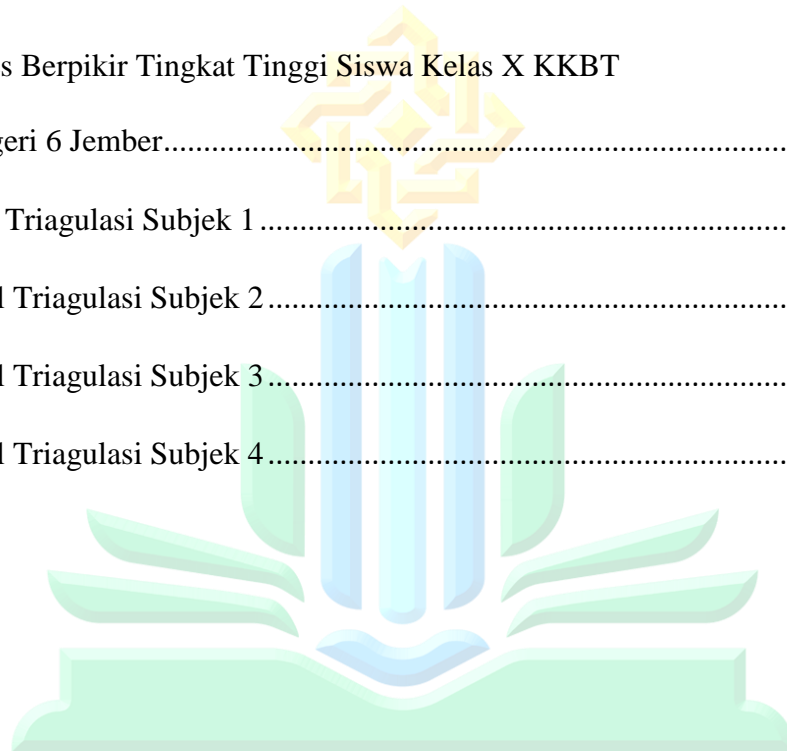 s Berpikir Tingkat Tinggi Siswa Kelas X KKBT
geri 6 Jember..........................................................................................
Triagulasi Subjek 1..............................................................................
l Triagulasi Subjek 2.............................................................................
l Triagulasi Subjek 3.............................................................................
l Triagulasi Subjek 4.............................................................................